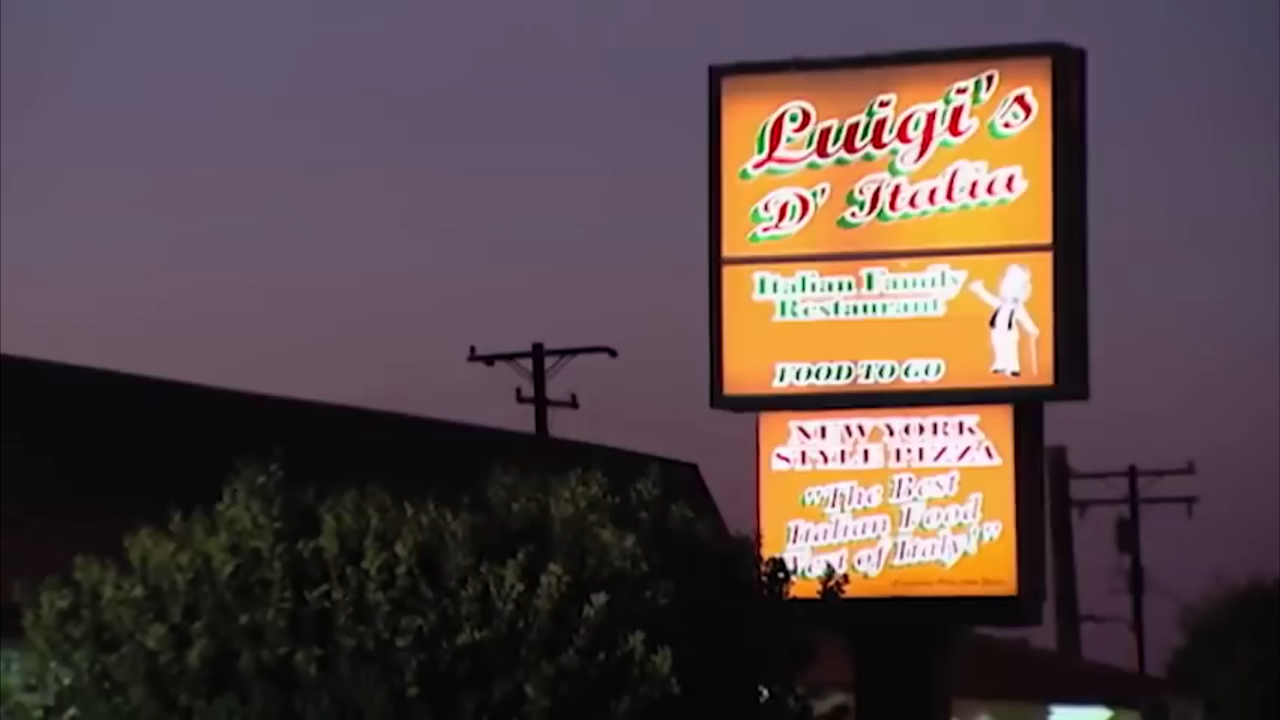 Luigi's
D' Italia
Italian Family
Restaurant
FOOD TO GO
NEW YORK
STYLE PIZZA
"The Best
Italian Food
West of Italy!"